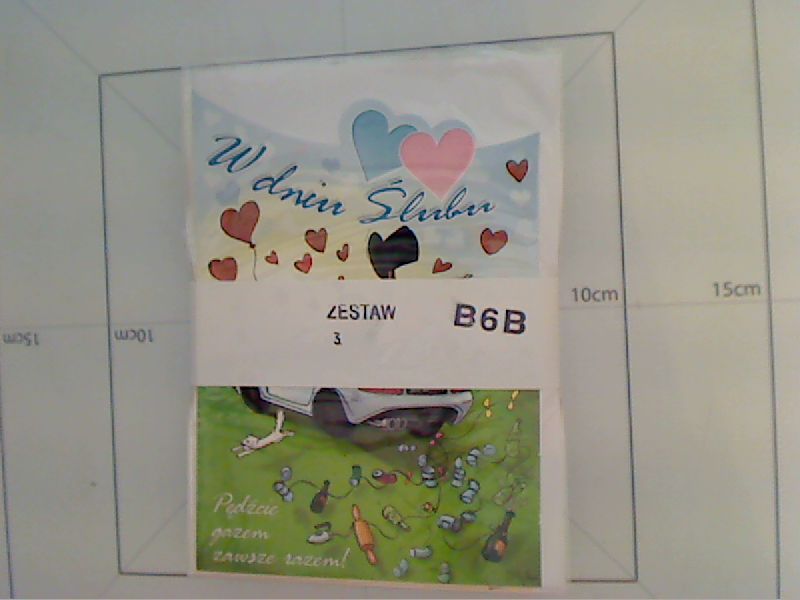 W dniu Ślubu
ZESTAW B6B
3
10cm 15cm
15cm 10cm
Pędźcie
gazem
zawsze razem!